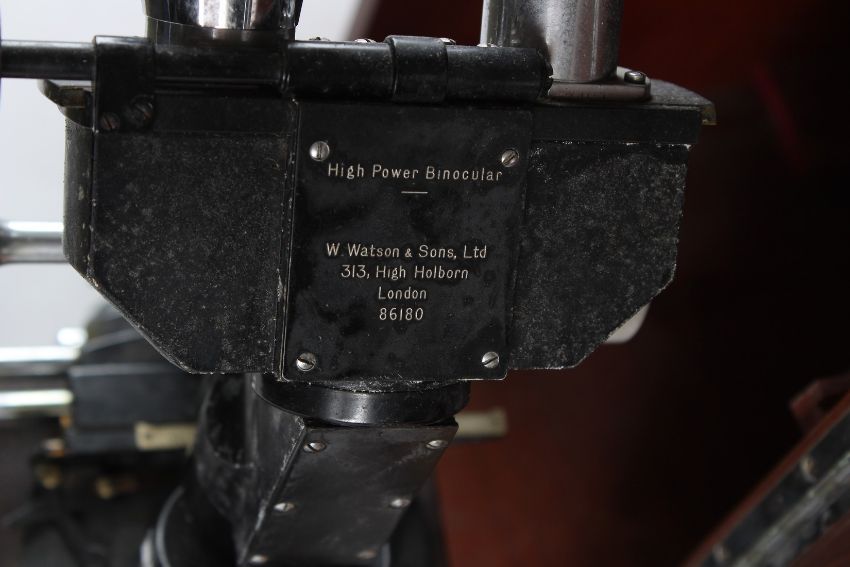 High Power Binocular
W. Watson & Sons, Ltd
313, High Holborn
London
86180